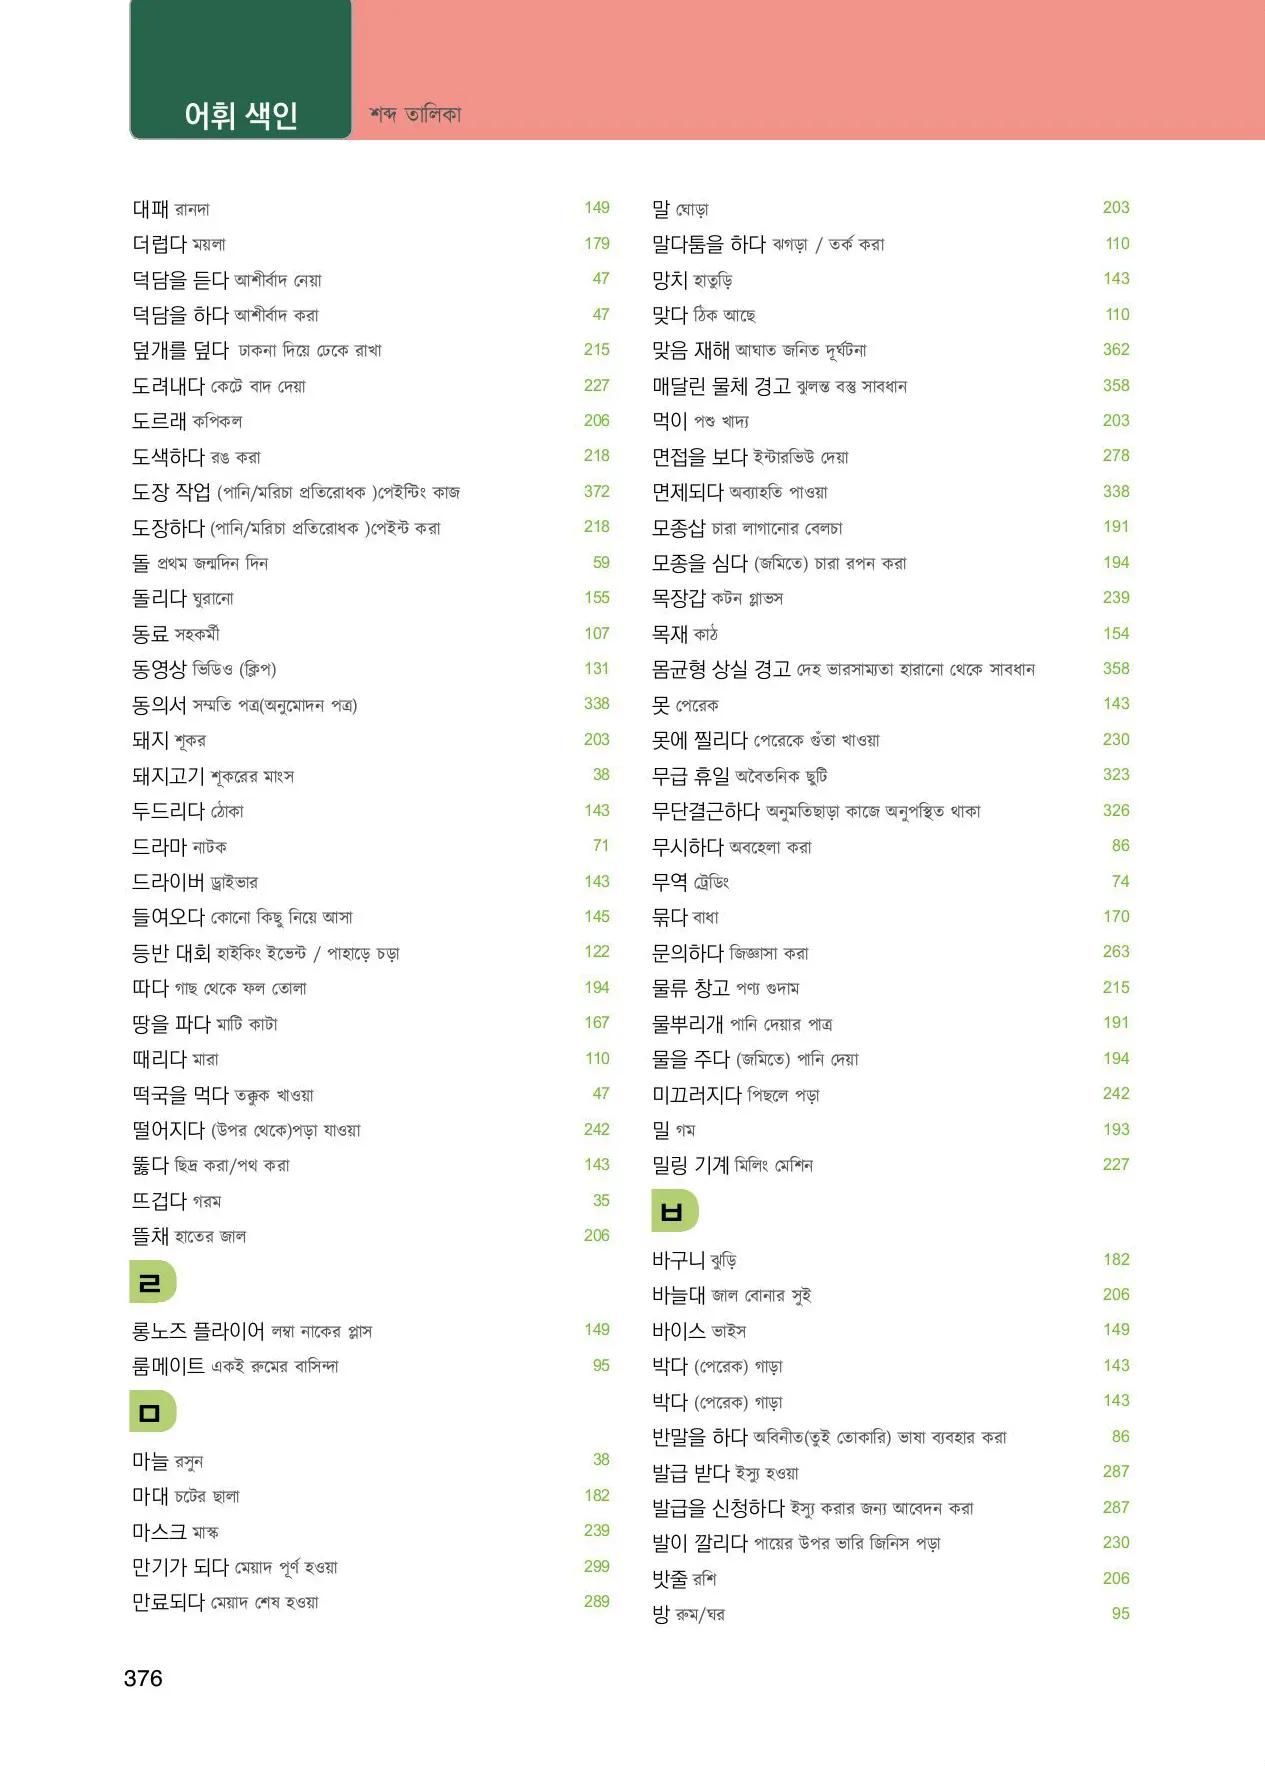 어휘 색인 শব্দ তালিকা
대패 রানদা 149
더럽다 ময়লা 179
덕담을 듣다 আশীর্বাদ নেয়া 47
덕담을 하다 আশীর্বাদ করা 47
덮개를 덮다 ঢাকনা দিয়ে ঢেকে রাখা 215
도려내다 কেটে বাদ দেয়া 227
도르래 কপিকল 206
도색하다 রঙ করা 218
도장 작업 (পানি/মরিচা প্রতিরোধক )পেইন্টিং কাজ 372
도장하다 (পানি/মরিচা প্রতিরোধক )পেইন্ট করা 218
돌 প্রথম জন্মদিন দিন 59
돌리다 ঘুরানো 155
동료 সহকর্মী 107
동영상 ভিডিও (ক্লিপ) 131
동의서 সম্মতি পত্র(অনুমোদন পত্র) 338
돼지 শূকর 203
돼지고기 শূকরের মাংস 38
두드리다 ঠোকা 143
드라마 নাটক 71
드라이버 ড্রাইভার 143
들여오다 কোনো কিছু নিয়ে আসা 145
등반 대회 হাইকিং ইভেন্ট / পাহাড়ে চড়া 122
따다 গাছ থেকে ফল তোলা 194
땅을 파다 মাটি কাটা 167
때리다 মারা 110
떡국을 먹다 তক্কুক খাওয়া 47
떨어지다 (উপর থেকে)পড়া যাওয়া 242
뚫다 ছিদ্র করা/পথ করা 143
뜨겁다 গরম 35
뜰채 হাতের জাল 206
ㄹ
롱노즈 플라이어 লম্বা নাকের প্লাস 149
룸메이트 একই রুমের বাসিন্দা 95
ㅁ
마늘 রসুন 38
마대 চটের ছালা 182
마스크 মাস্ক 239
만기가 되다 মেয়াদ পূর্ণ হওয়া 299
만료되다 মেয়াদ শেষ হওয়া 289
말 ঘোড়া 203
말다툼을 하다 ঝগড়া / তর্ক করা 110
망치 হাতুড়ি 143
맞다 ঠিক আছে 110
맞음 재해 আঘাত জনিত দূর্ঘটনা 362
매달린 물체 경고 ঝুলন্ত বস্তু সাবধান 358
먹이 পশু খাদ্য 203
면접을 보다 ইন্টারভিউ দেয়া 278
면제되다 অব্যাহতি পাওয়া 338
모종삽 চারা লাগানোর বেলচা 191
모종을 심다 (জমিতে) চারা রপন করা 194
목장갑 কটন গ্লাভস 239
목재 কাঠ 154
몸균형 상실 경고 দেহ ভারসাম্যতা হারানো থেকে সাবধান 358
못 পেরেক 143
못에 찔리다 পেরেকে গুঁতা খাওয়া 230
무급 휴일 অবৈতনিক ছুটি 323
무단결근하다 অনুমতিছাড়া কাজে অনুপস্থিত থাকা 326
무시하다 অবহেলা করা 86
무역 ট্রেডিং 74
묶다 বাধা 170
문의하다 জিজ্ঞাসা করা 263
물류 창고 পণ্য গুদাম 215
물뿌리개 পানি দেয়ার পাত্র 191
물을 주다 (জমিতে) পানি দেয়া 194
미끄러지다 পিছলে পড়া 242
밀 গম 193
밀링 기계 মিলিং মেশিন 227
ㅂ
바구니 ঝুড়ি 182
바늘대 জাল বোনার সুই 206
바이스 ভাইস 149
박다 (পেরেক) গাড়া 143
박다 (পেরেক) গাড়া 143
반말을 하다 অবিনীত(তুই তোকারি) ভাষা ব্যবহার করা 86
발급 받다 ইস্যু হওয়া 287
발급을 신청하다 ইস্যু করার জন্য আবেদন করা 287
발이 깔리다 পায়ের উপর ভারি জিনিস পড়া 230
밧줄 রশি 206
방 রুম/ঘর 95
376